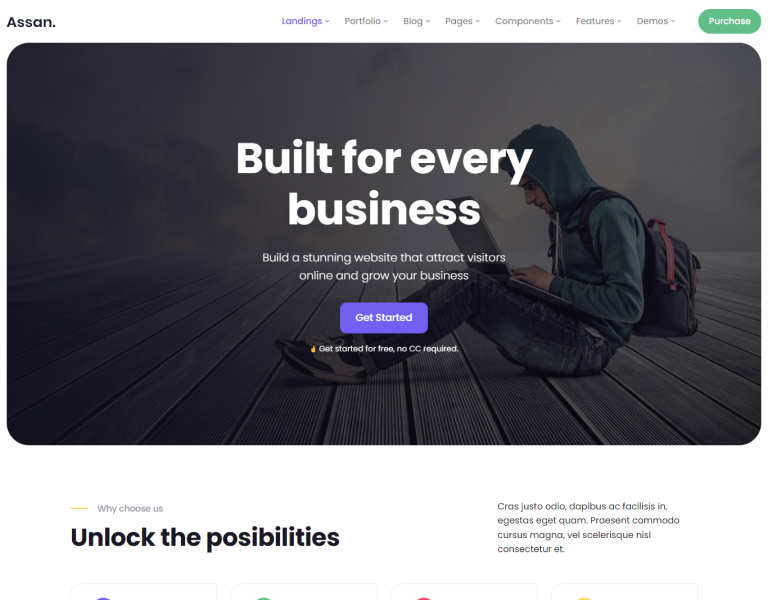 Assan.
Landings Portfolio Blog Pages Components Features Demos Purchase
Built for every
business
Build a stunning website that attract visitors
online and grow your business
Get Started
✌ Get started for free, no CC required.
Why choose us
Unlock the posibilities
Cras justo odio, dapibus ac facilisis in,
egestas eget quam. Praesent commodo
cursus magna, vel scelerisque nisl
consectetur et.